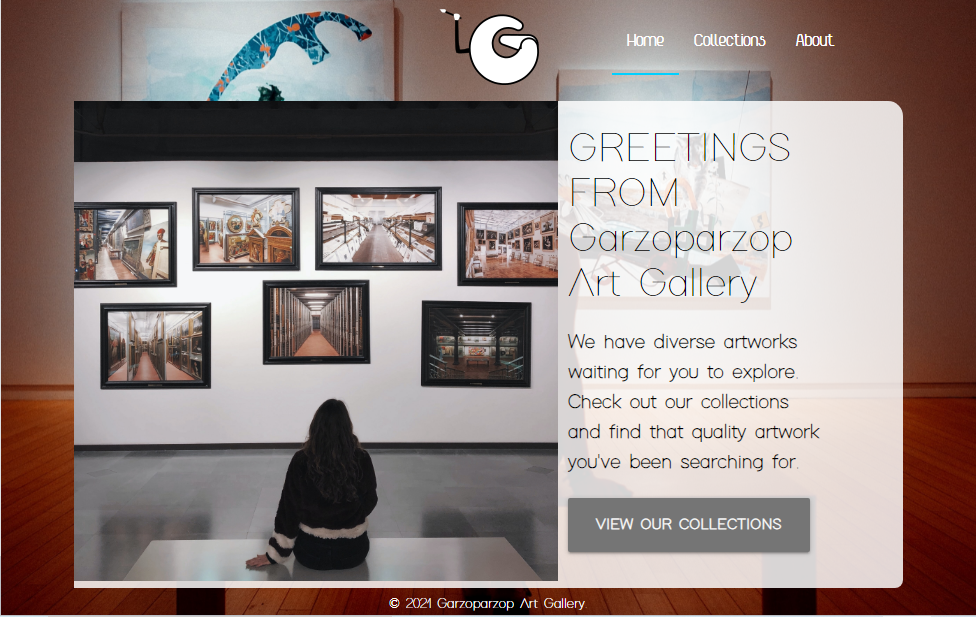 G
Home Collections About
GREETINGS
FROM
Garzoparzop
Art Gallery
We have diverse artworks
waiting for you to explore.
Check out our collections
and find that quality artwork
you've been searching for.
VIEW OUR COLLECTIONS
© 2021 Garzoparzop Art Gallery.